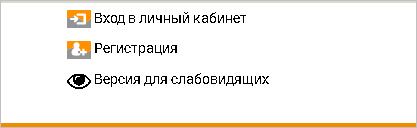 Вход в личный кабинет
Регистрация
Версия для слабовидящих